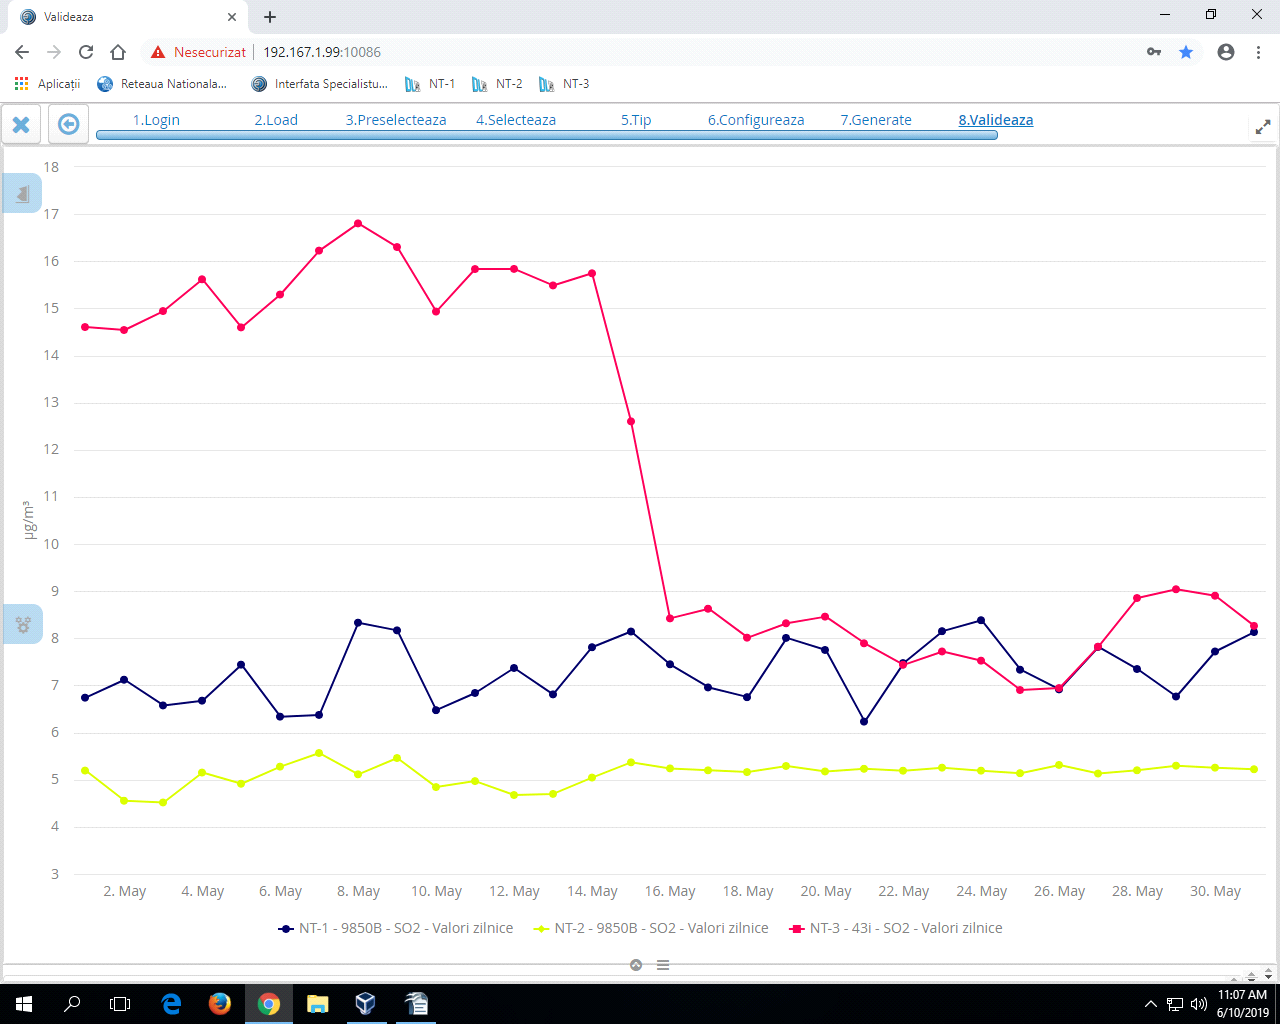 Valideaza
Nesecurizat
192.167.1.99:10086
Aplicații
Reteaua Nationala...
Interfata Specialistu...
NT-1
NT-2
NT-3
1.Login
2.Load
3.Preselecteaza
4.Selecteaza
5.Tip
6.Configureaza
7.Generate
8.Valideaza
18
17
16
15
14
13
12
11
10
9
8
7
6
5
4
3
µg/m³
2. May
4. May
6. May
8. May
10. May
12. May
14. May
16. May
18. May
20. May
22. May
24. May
26. May
28. May
30. May
NT-1 - 9850B - SO2 - Valori zilnice
NT-2 - 9850B - SO2 - Valori zilnice
NT-3 - 43i - SO2 - Valori zilnice
11:07 AM
6/10/2019